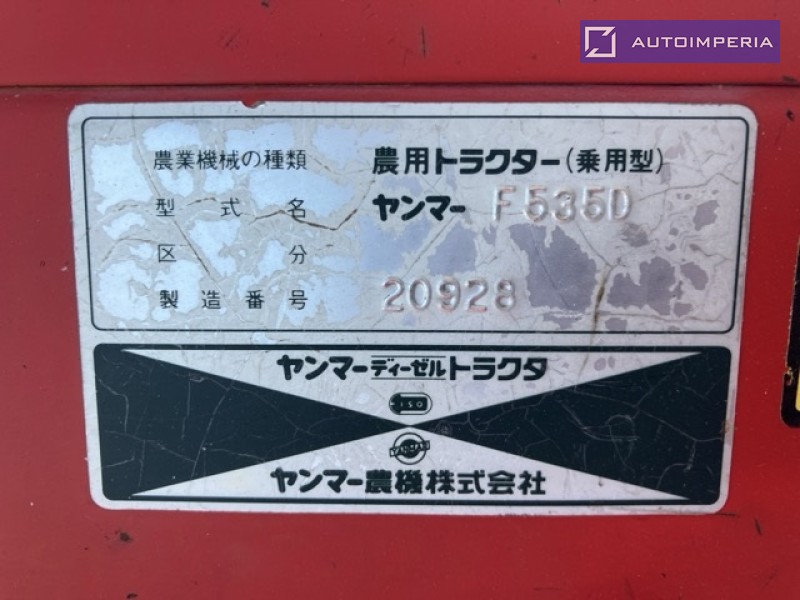 AUTOIMPERIA
農業機械の種類 農用トラクター(乗用型)
型式名 ヤンマー F535D
区分
製造番号 20928
ヤンマーディーゼルトラクタ
ISO
YANMAR
ヤンマー農機株式会社